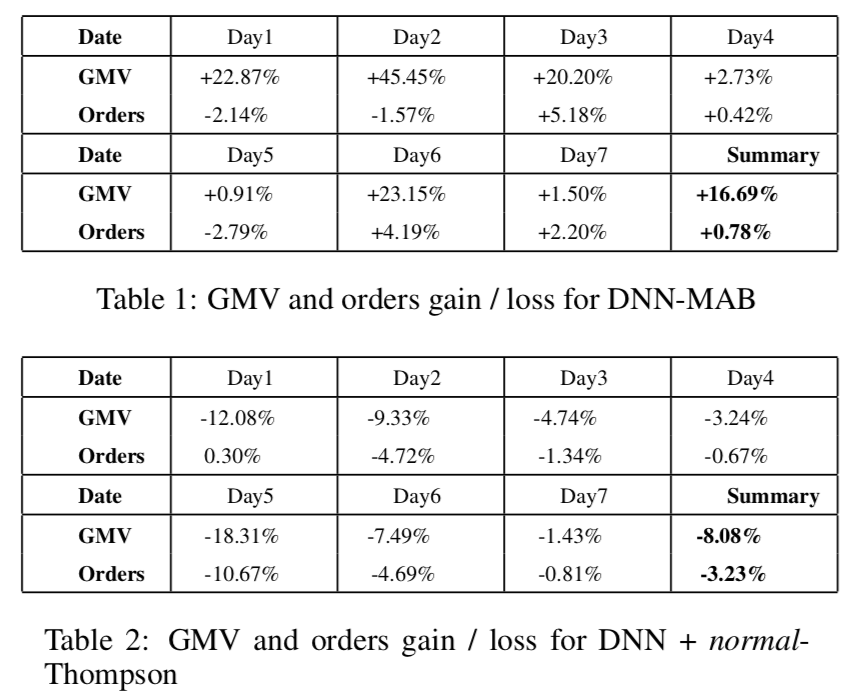 Date Day1 Day2 Day3 Day4
GMV +22.87% +45.45% +20.20% +2.73%
Orders -2.14% -1.57% +5.18% +0.42%
Date Day5 Day6 Day7 Summary
GMV +0.91% +23.15% +1.50% +16.69%
Orders -2.79% +4.19% +2.20% +0.78%
Table 1: GMV and orders gain / loss for DNN-MAB
Date Day1 Day2 Day3 Day4
GMV -12.08% -9.33% -4.74% -3.24%
Orders 0.30% -4.72% -1.34% -0.67%
Date Day5 Day6 Day7 Summary
GMV -18.31% -7.49% -1.43% -8.08%
Orders -10.67% -4.69% -0.81% -3.23%
Table 2: GMV and orders gain / loss for DNN + normal-
Thompson